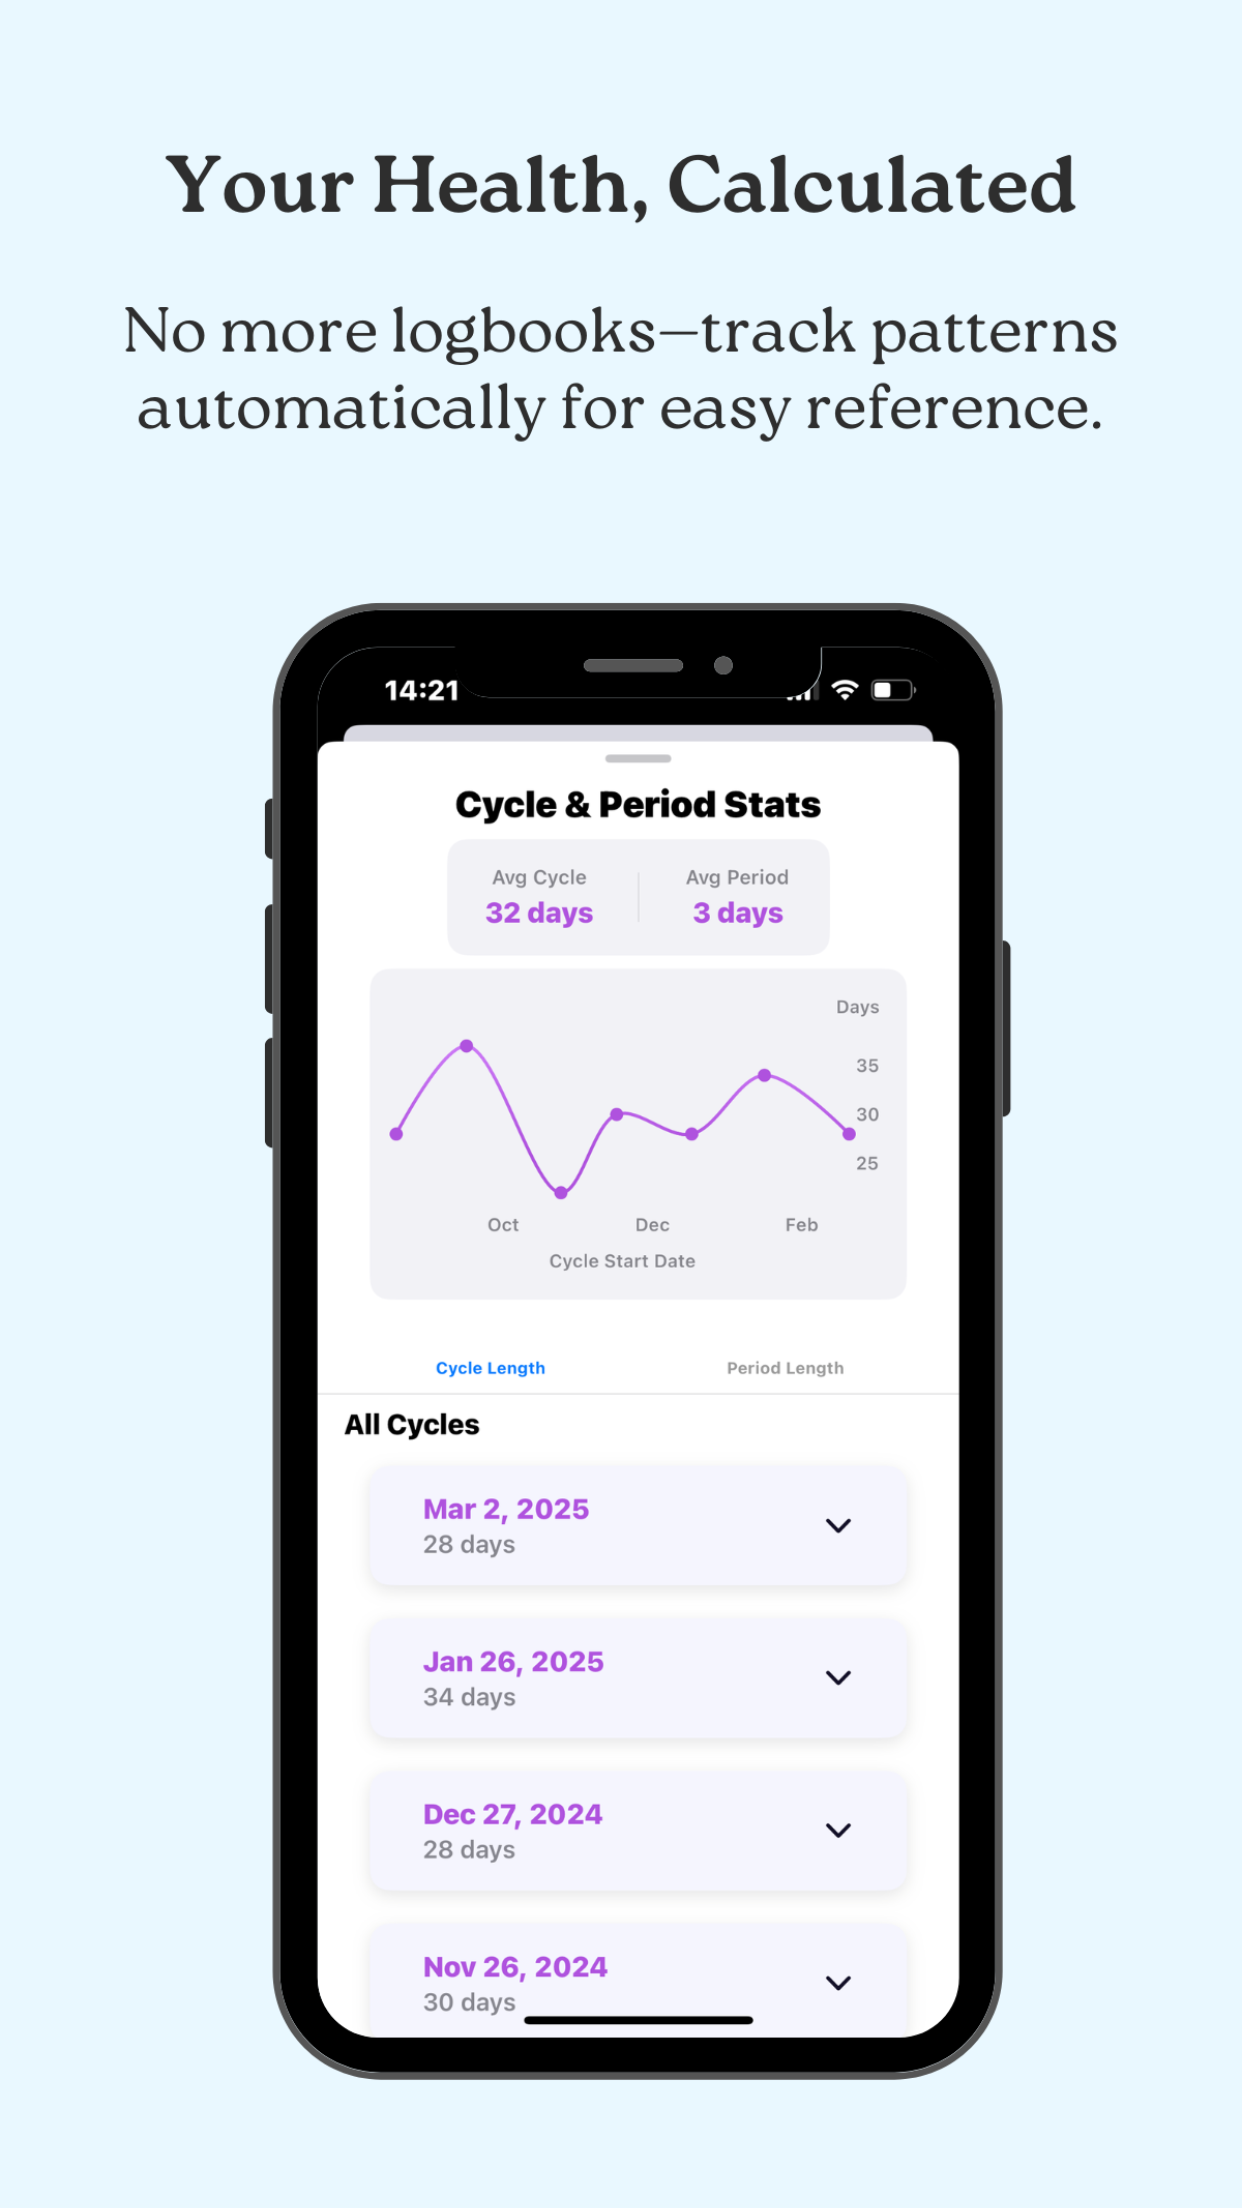 Your Health, Calculated
No more logbooks—track patterns
automatically for easy reference.
14:21
Cycle & Period Stats
Avg Cycle
32 days
Avg Period
3 days
Days
35
30
25
Oct
Dec
Feb
Cycle Start Date
Cycle Length
Period Length
All Cycles
Mar 2, 2025
28 days
Jan 26, 2025
34 days
Dec 27, 2024
28 days
Nov 26, 2024
30 days